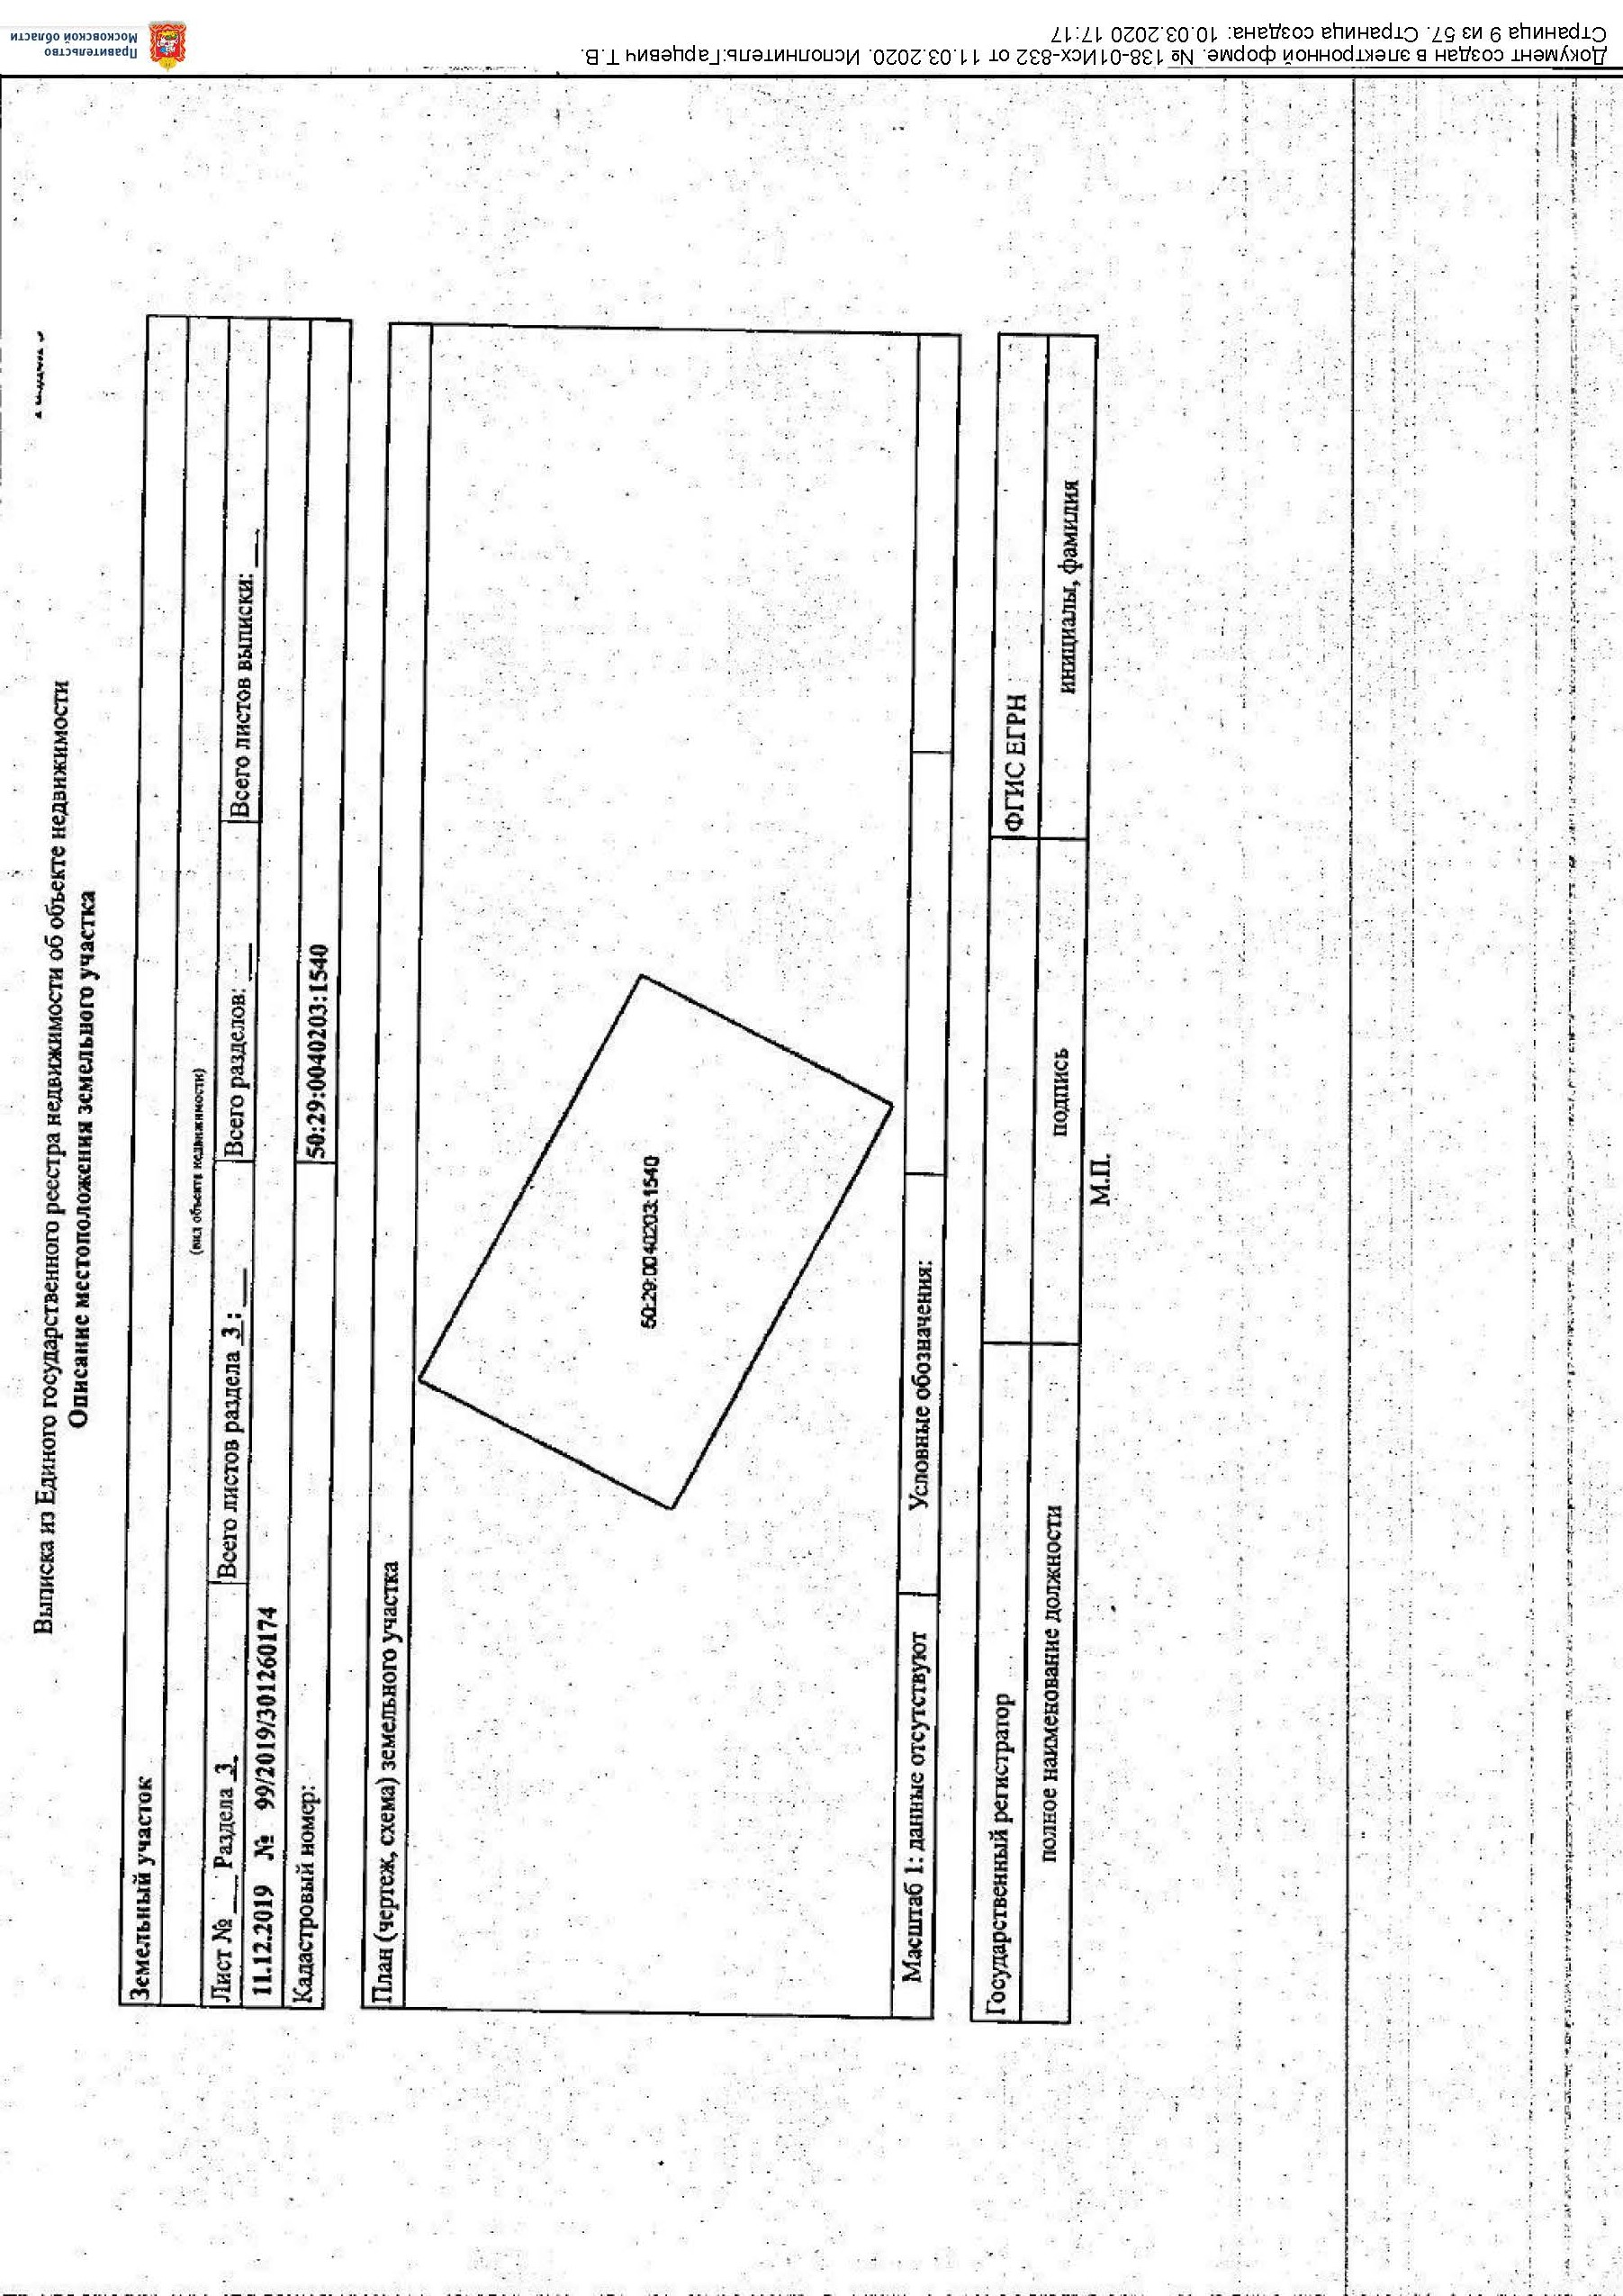 Документ создан в электронной форме. № 138-01Исх-832 от 11.03.2020. Исполнитель:Гарцевич Т.В.
Страница 9 из 57. Страница создана: 10.03.2020 17:17
Правительство
Московской области
Выписка из Единого государственного реестра недвижимости об объекте недвижимости
Описание местоположения земельного участка
Земельный участок
(вид объекта недвижимости)
Лист № ___ Раздела 3 Всего листов раздела 3 : ___ Всего разделов: ___ Всего листов выписки: ___
11.12.2019 № 99/2019/301260174
Кадастровый номер: 50:29:0040203:1540
План (чертеж, схема) земельного участка
50:29:0040203:1540
Масштаб 1: данные отсутствуют Условные обозначения:
Государственный регистратор ФГИС ЕГРН
полное наименование должности подпись инициалы, фамилия
М.П.